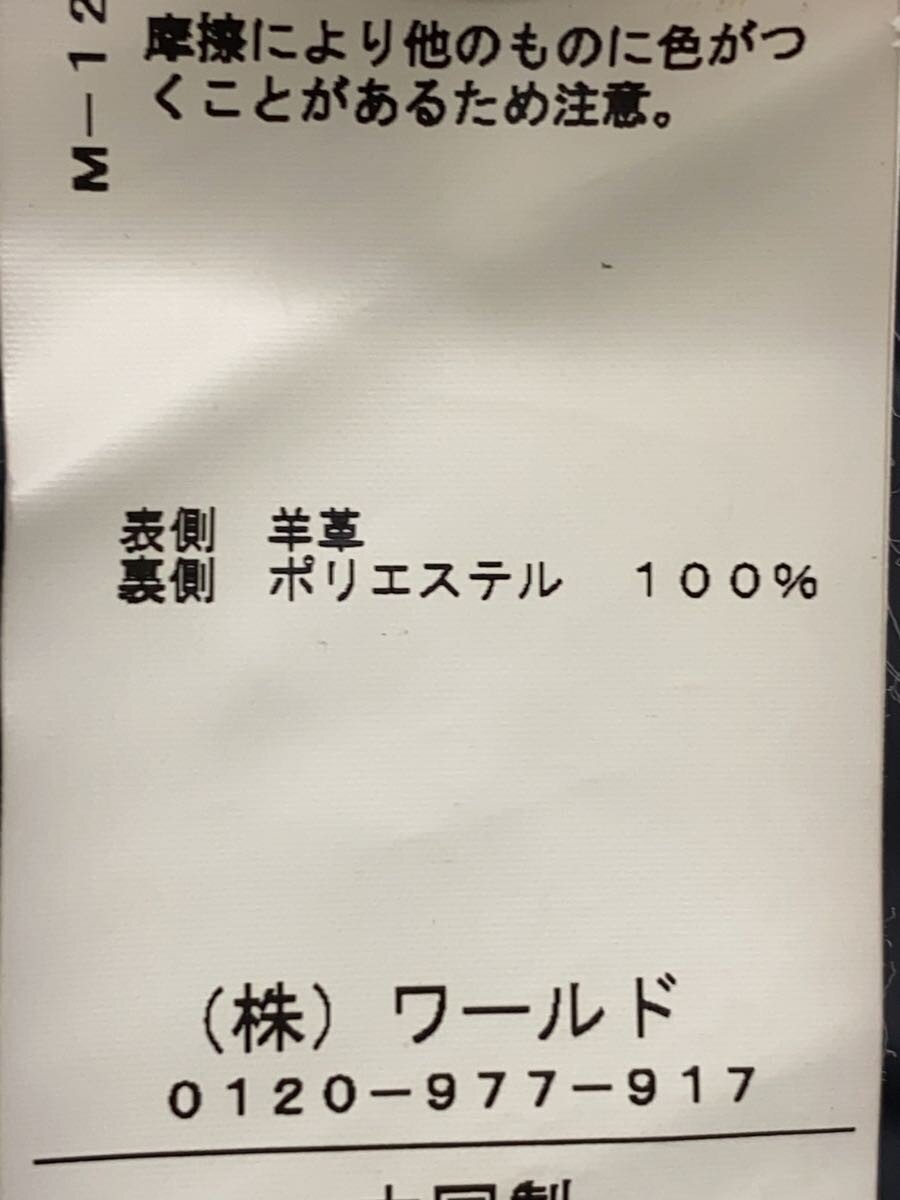 摩擦により他のものに色がつ
くことがあるため注意。
M-12
表側 羊革
裏側 ポリエステル 100%
(株) ワールド
0120-977-917